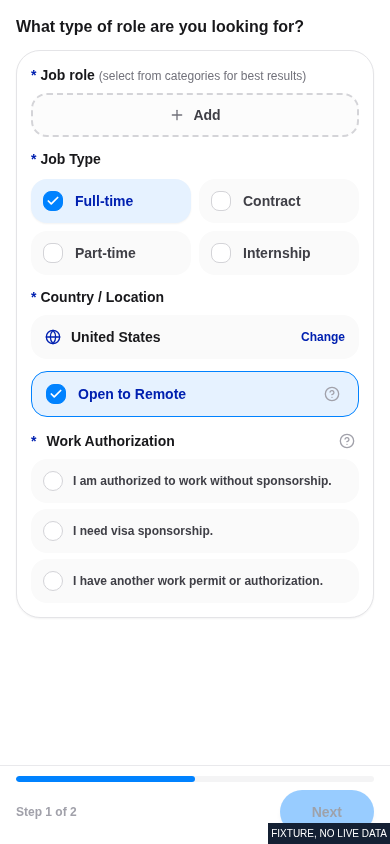 What type of role are you looking for?
* Job role (select from categories for best results)
Add
* Job Type
Full-time
Contract
Part-time
Internship
* Country / Location
United States
Change
Open to Remote
* Work Authorization
I am authorized to work without sponsorship.
I need visa sponsorship.
I have another work permit or authorization.
Step 1 of 2
Next
FIXTURE, NO LIVE DATA